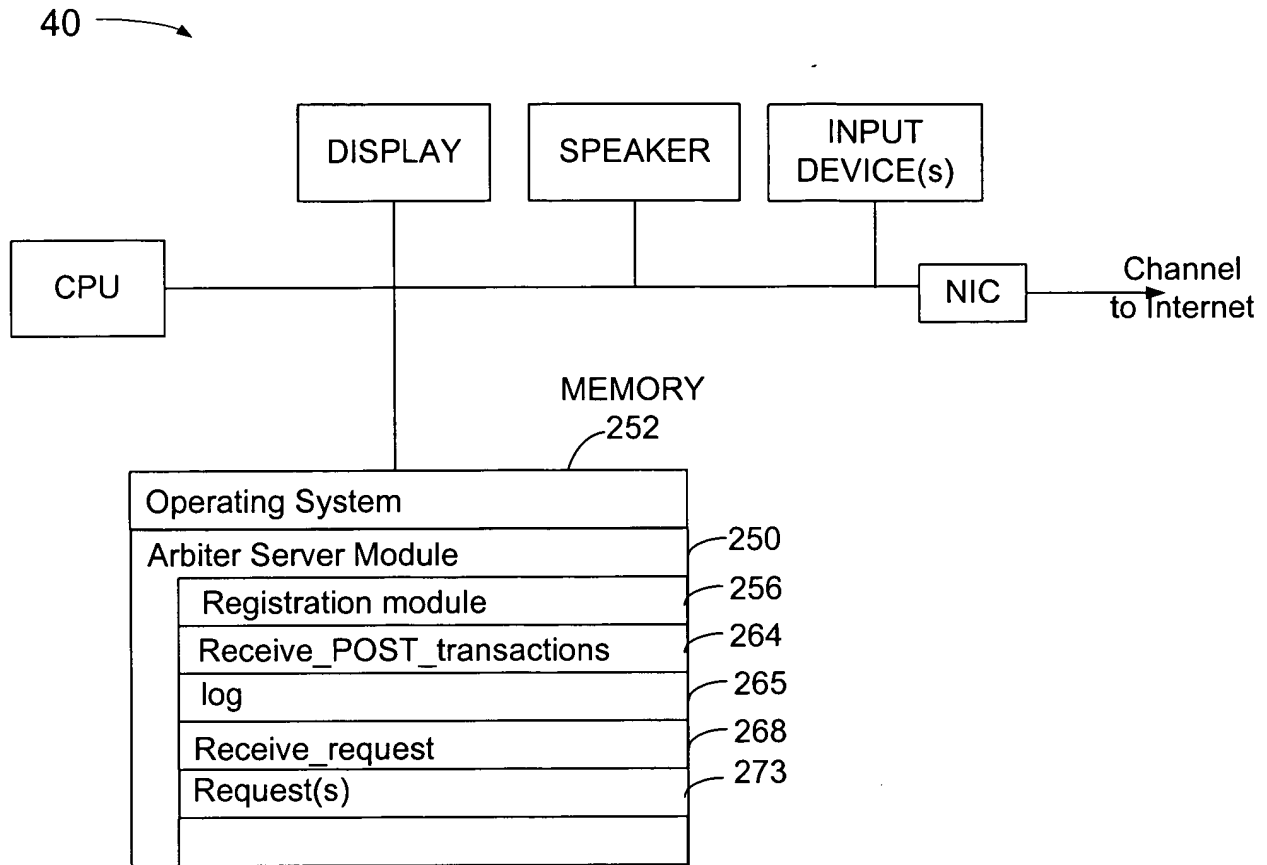 40
DISPLAY
SPEAKER
INPUT
DEVICE(s)
CPU
NIC
Channel
to Internet
MEMORY
252
Operating System
Arbiter Server Module
250
Registration module
256
Receive_POST_transactions
264
log
265
Receive_request
268
Request(s)
273